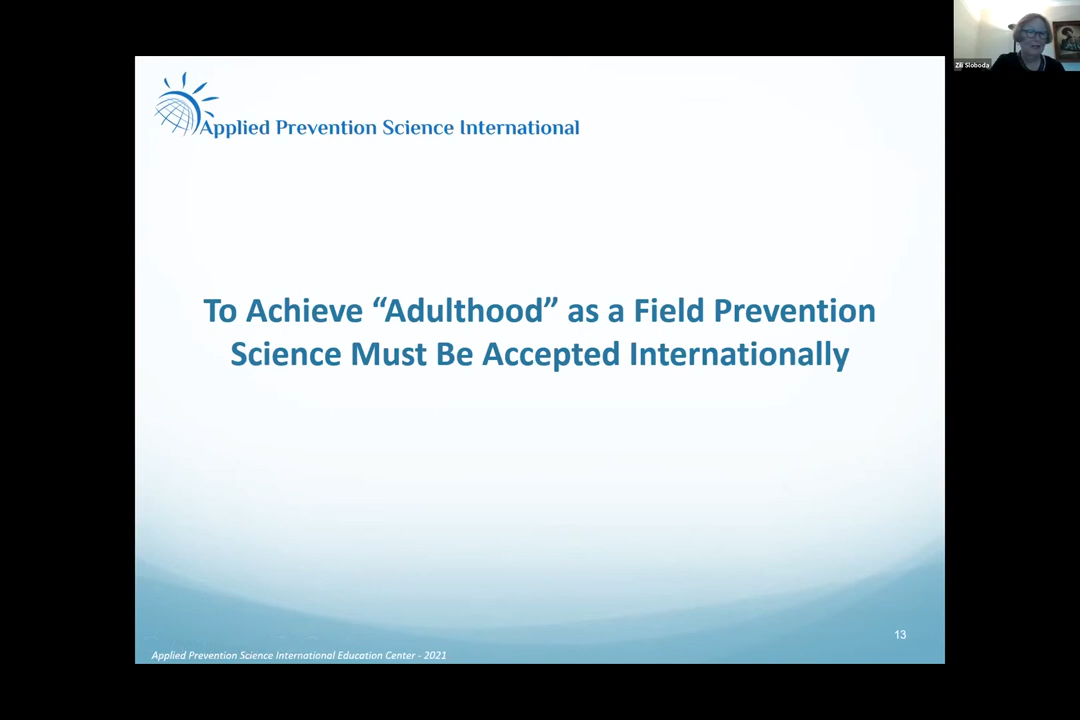 Zili Sloboda
Applied Prevention Science International
To Achieve “Adulthood” as a Field Prevention
Science Must Be Accepted Internationally
13
Applied Prevention Science International Education Center - 2021